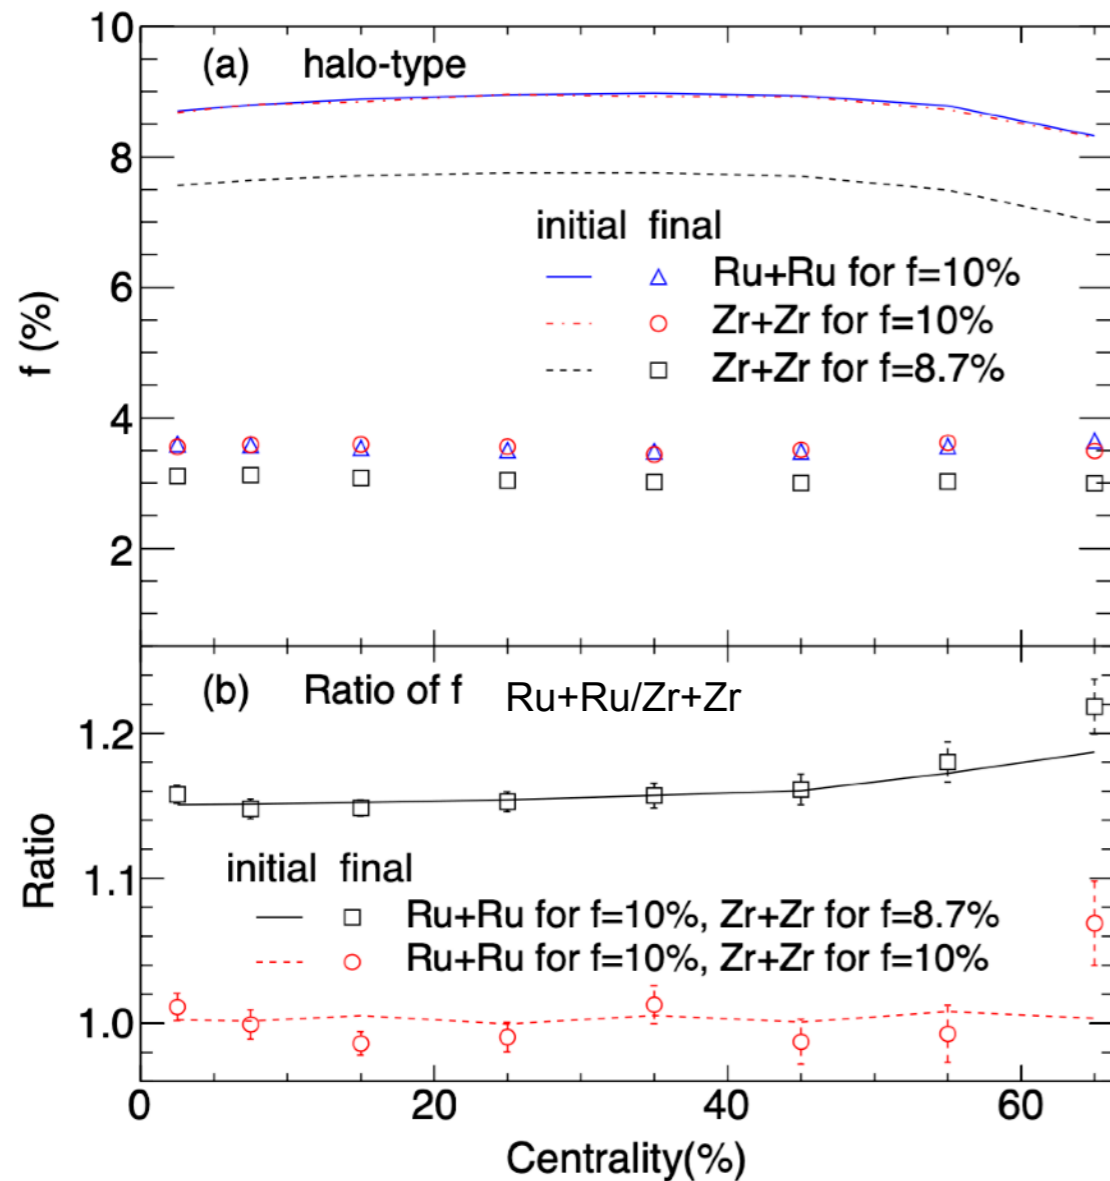 10
(a) halo-type
8
initial final
Ru+Ru for f=10%
6
Zr+Zr for f=10%
Zr+Zr for f=8.7%
f (%)
4
2
(b) Ratio of f Ru+Ru/Zr+Zr
1.2
initial final
1.1
Ru+Ru for f=10%, Zr+Zr for f=8.7%
Ru+Ru for f=10%, Zr+Zr for f=10%
Ratio
1.0
0 20 40 60
Centrality(%)